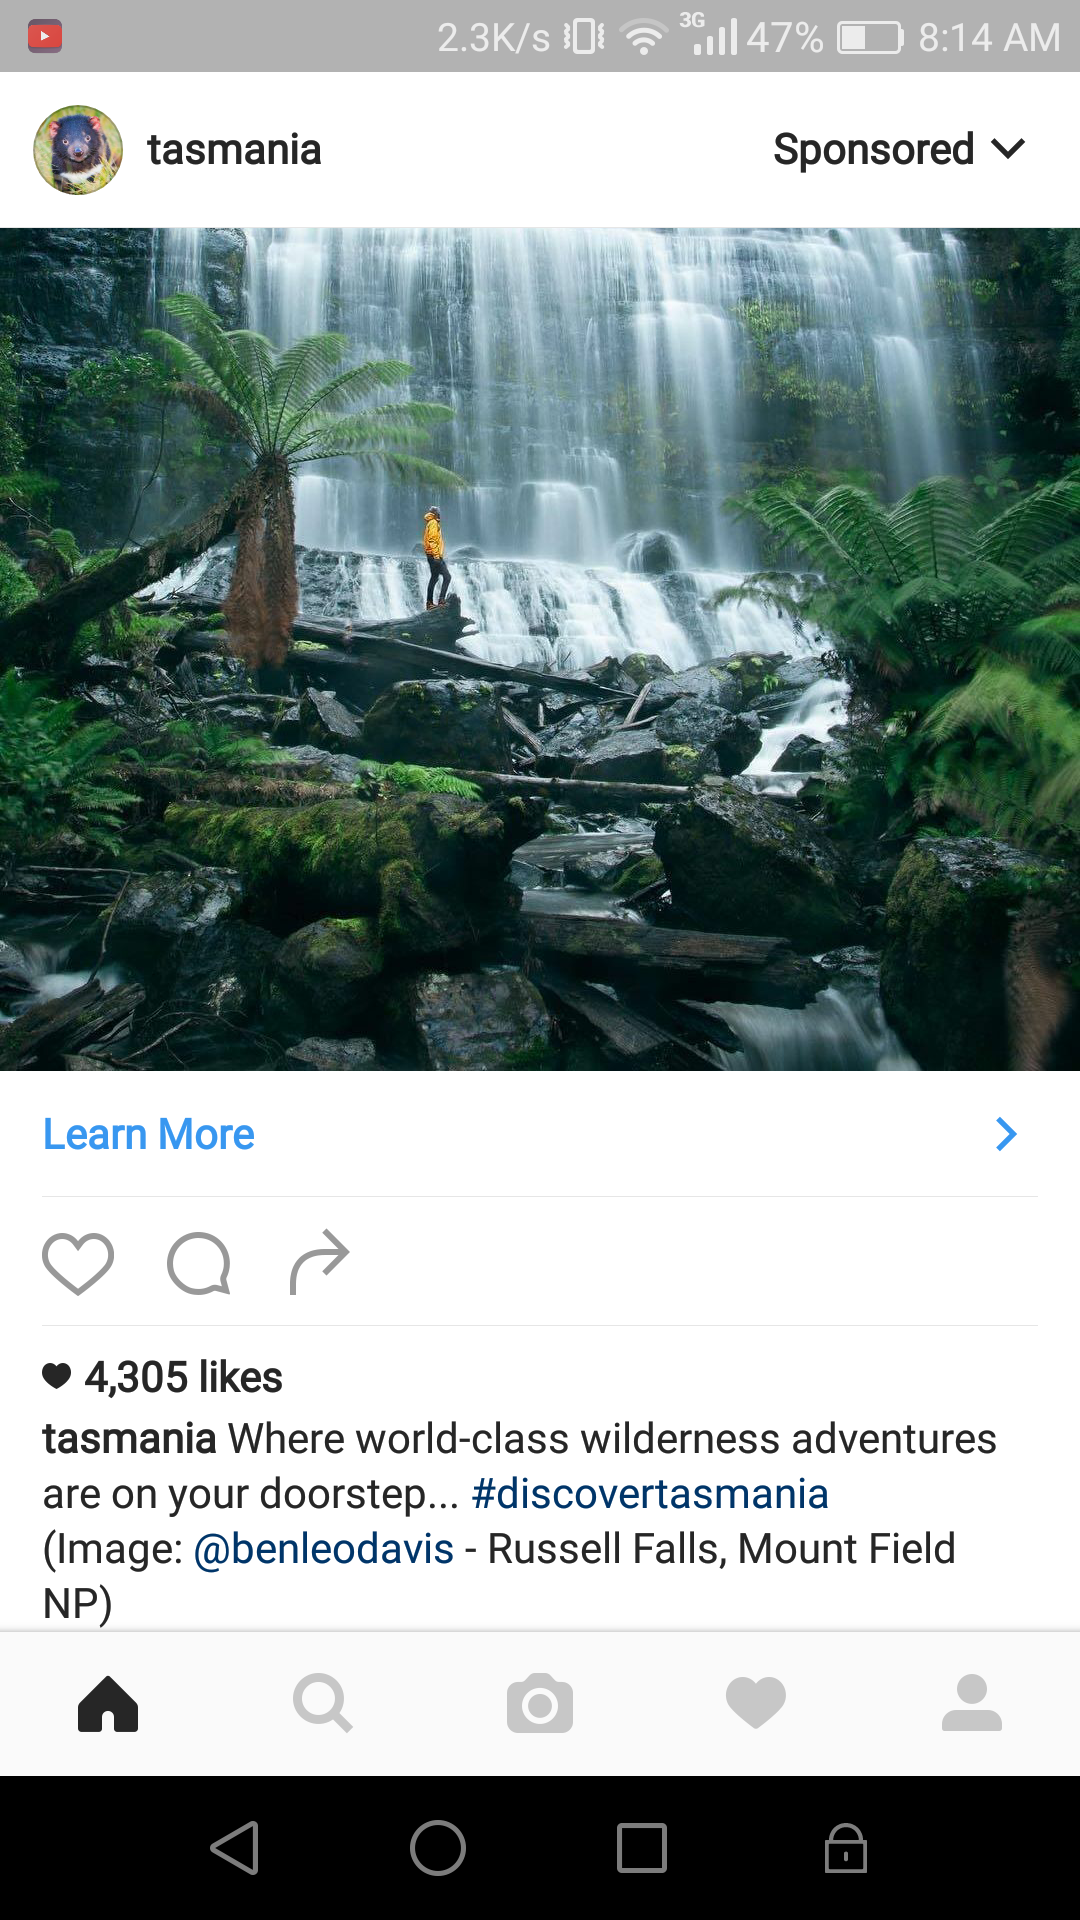 2.3K/s 3G 47% 8:14 AM
tasmania Sponsored
Learn More
4,305 likes
tasmania Where world-class wilderness adventures
are on your doorstep... #discovertasmania
(Image: @benleodavis - Russell Falls, Mount Field
NP)